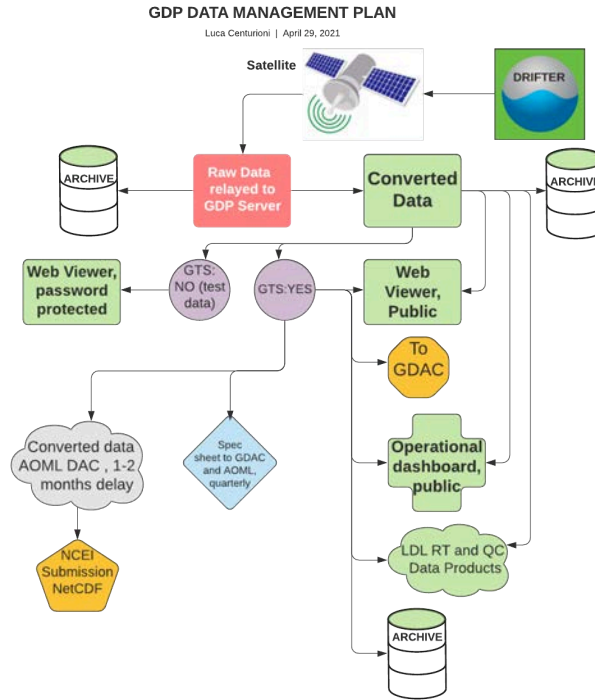 GDP DATA MANAGEMENT PLAN
Luca Centurioni | April 29, 2021
Satellite
DRIFTER
ARCHIVE
Raw Data
relayed to
GDP Server
Converted
Data
ARCHIVE
Web Viewer,
password
protected
GTS:
NO (test
data)
GTS:YES
Web
Viewer,
Public
To
GDAC
Converted data
AOML DAC , 1-2
months delay
Spec
sheet to GDAC
and AOML,
quarterly
Operational
dashboard,
public
NCEI
Submission
NetCDF
LDL RT and QC
Data Products
ARCHIVE